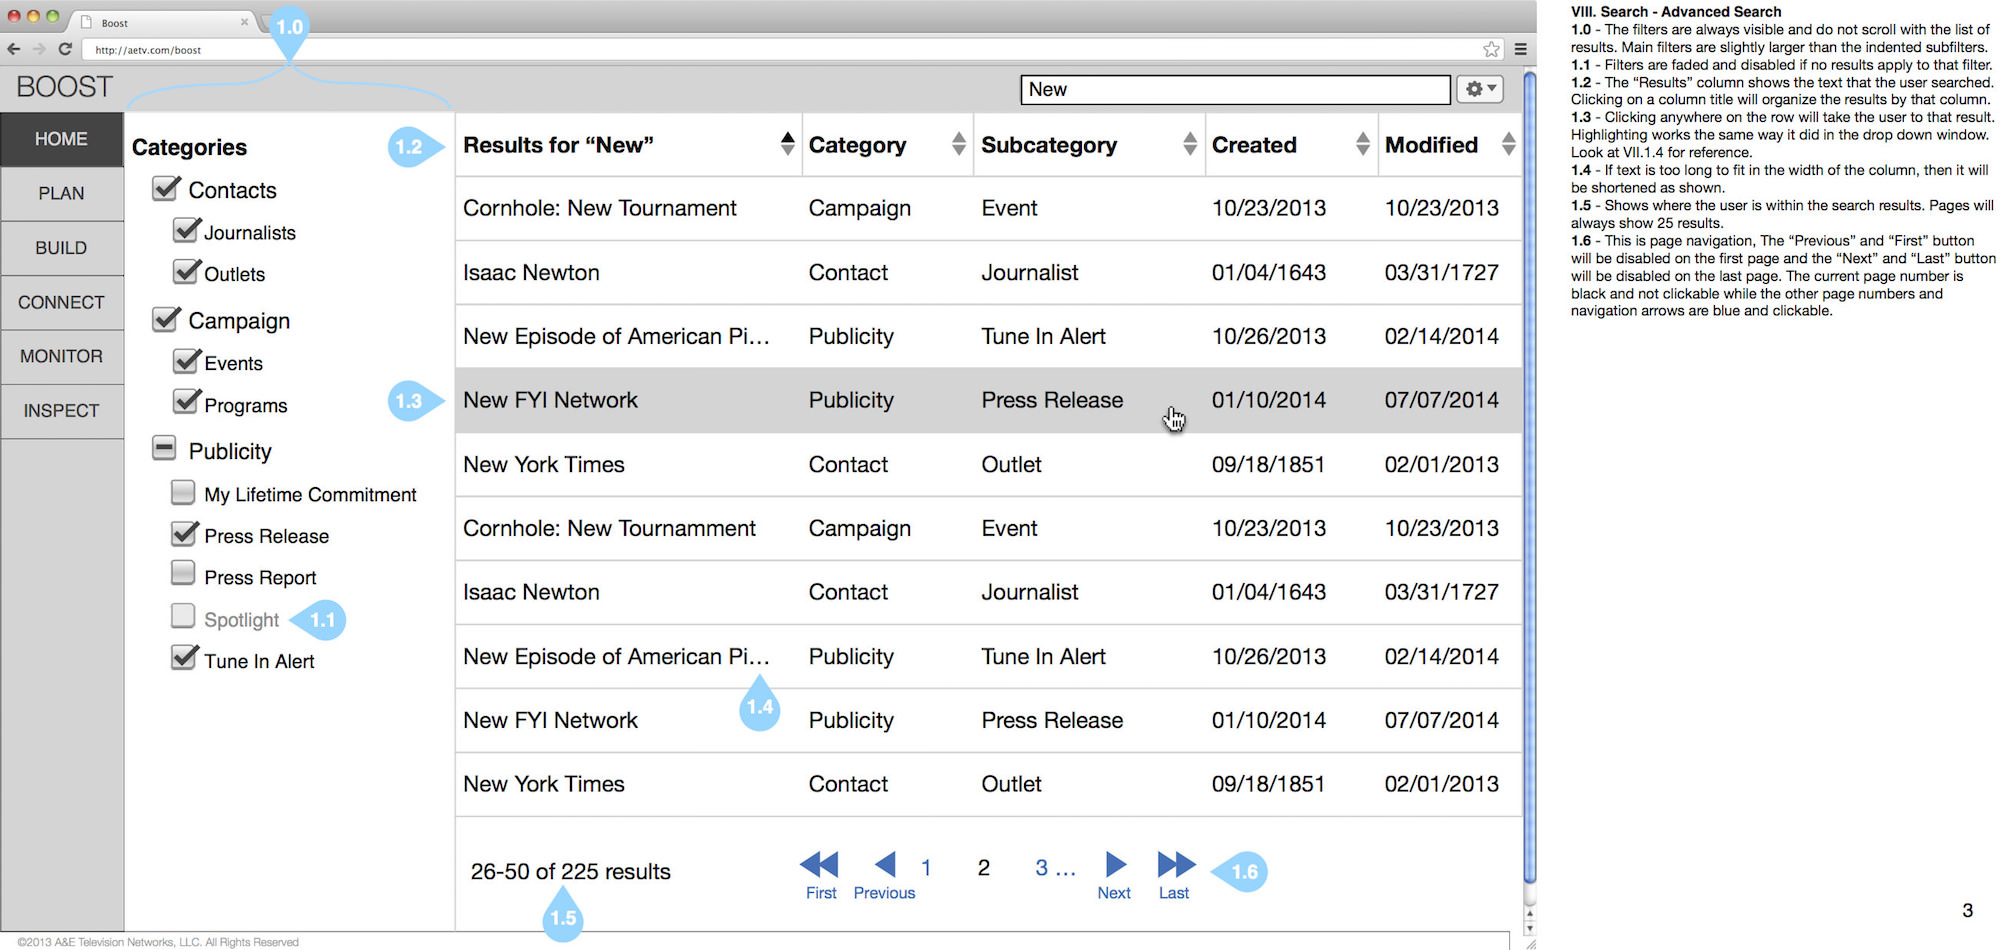 Boost
http://aetv.com/boost
1.0
BOOST
New
HOME
PLAN
BUILD
CONNECT
MONITOR
INSPECT
Categories
Contacts
Journalists
Outlets
Campaign
Events
Programs
Publicity
My Lifetime Commitment
Press Release
Press Report
Spotlight
1.1
Tune In Alert
1.2
Results for “New” Category Subcategory Created Modified
Cornhole: New Tournament Campaign Event 10/23/2013 10/23/2013
Isaac Newton Contact Journalist 01/04/1643 03/31/1727
New Episode of American Pi... Publicity Tune In Alert 10/26/2013 02/14/2014
1.3
New FYI Network Publicity Press Release 01/10/2014 07/07/2014
New York Times Contact Outlet 09/18/1851 02/01/2013
Cornhole: New Tournamment Campaign Event 10/23/2013 10/23/2013
Isaac Newton Contact Journalist 01/04/1643 03/31/1727
New Episode of American Pi... Publicity Tune In Alert 10/26/2013 02/14/2014
1.4
New FYI Network Publicity Press Release 01/10/2014 07/07/2014
New York Times Contact Outlet 09/18/1851 02/01/2013
26-50 of 225 results
1.5
1 2 3 ...
First Previous Next Last
1.6
©2013 A&E Television Networks, LLC. All Rights Reserved
VIII. Search - Advanced Search
1.0 - The filters are always visible and do not scroll with the list of
results. Main filters are slightly larger than the indented subfilters.
1.1 - Filters are faded and disabled if no results apply to that filter.
1.2 - The “Results” column shows the text that the user searched.
Clicking on a column title will organize the results by that column.
1.3 - Clicking anywhere on the row will take the user to that result.
Highlighting works the same way it did in the drop down window.
Look at VII.1.4 for reference.
1.4 - If text is too long to fit in the width of the column, then it will
be shortened as shown.
1.5 - Shows where the user is within the search results. Pages will
always show 25 results.
1.6 - This is page navigation, The “Previous” and “First” button
will be disabled on the first page and the “Next” and “Last” button
will be disabled on the last page. The current page number is
black and not clickable while the other page numbers and
navigation arrows are blue and clickable.
3